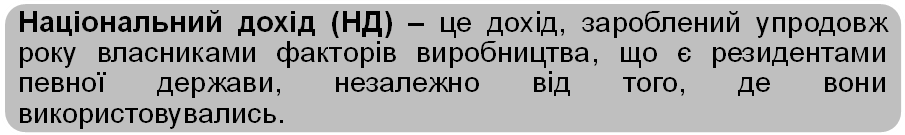 Національний дохід (НД) – це дохід, зароблений упродовж
року власниками факторів виробництва, що є резидентами
певної держави, незалежно від того, де вони
використовувались.